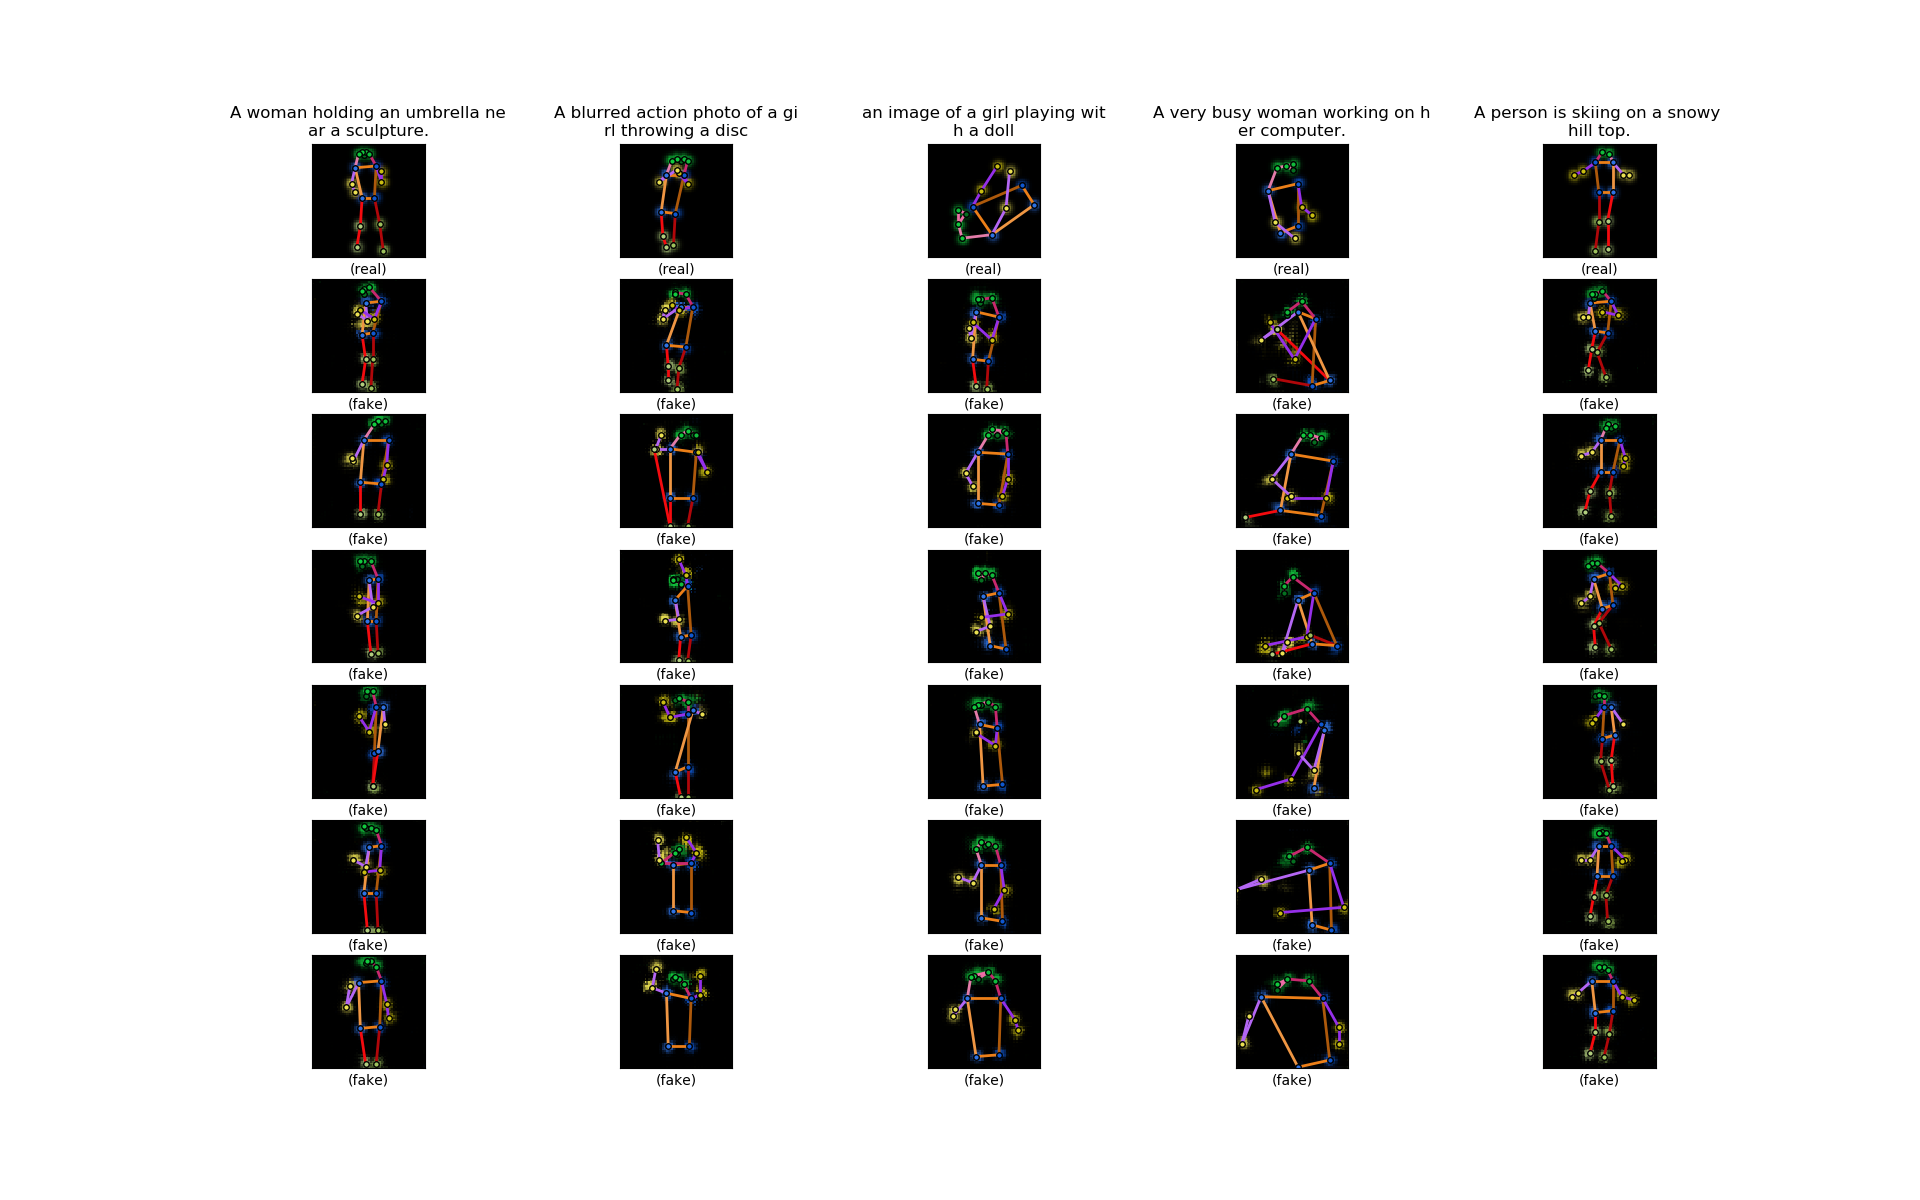 A woman holding an umbrella ne
ar a sculpture.
A blurred action photo of a gi
rl throwing a disc
an image of a girl playing wit
h a doll
A very busy woman working on h
er computer.
A person is skiing on a snowy
hill top.
(real) (real) (real) (real) (real)
(fake) (fake) (fake) (fake) (fake)
(fake) (fake) (fake) (fake) (fake)
(fake) (fake) (fake) (fake) (fake)
(fake) (fake) (fake) (fake) (fake)
(fake) (fake) (fake) (fake) (fake)
(fake) (fake) (fake) (fake) (fake)